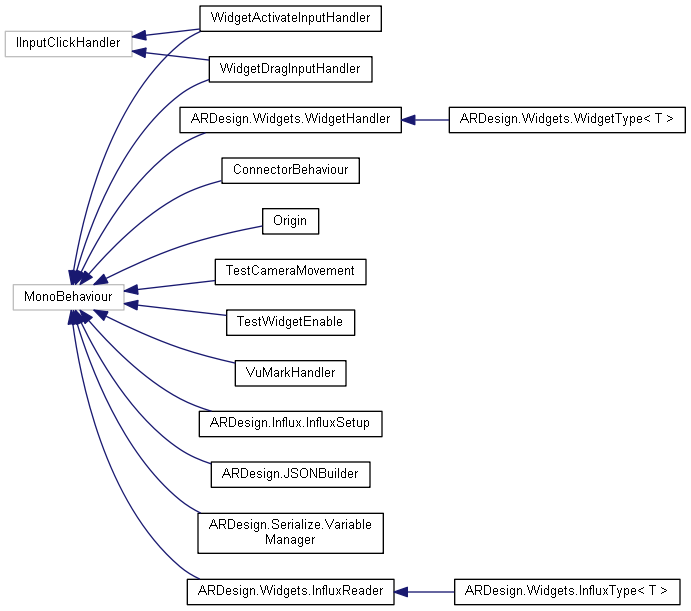 WidgetActivateInputHandler
IInputClickHandler
WidgetDragInputHandler
ARDesign.Widgets.WidgetHandler
ARDesign.Widgets.WidgetType< T >
ConnectorBehaviour
Origin
TestCameraMovement
MonoBehaviour
TestWidgetEnable
VuMarkHandler
ARDesign.Influx.InfluxSetup
ARDesign.JSONBuilder
ARDesign.Serialize.Variable
Manager
ARDesign.Widgets.InfluxReader
ARDesign.Widgets.InfluxType< T >